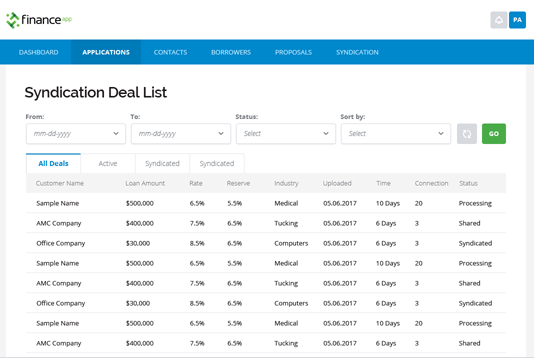 finance app
PA
DASHBOARD APPLICATIONS CONTACTS BORROWERS PROPOSALS SYNDICATION
Syndication Deal List
From: To: Status: Sort by:
mm-dd-yyyy mm-dd-yyyy Select Select GO
All Deals Active Syndicated Syndicated
Customer Name Loan Amount Rate Reserve Industry Uploaded Time Connection Status
Sample Name $500,000 6.5% 5.5% Medical 05.06.2017 10 Days 20 Processing
AMC Company $400,000 7.5% 6.5% Tucking 05.06.2017 6 Days 3 Shared
Office Company $30,000 8.5% 6.5% Computers 05.06.2017 6 Days 3 Syndicated
Sample Name $500,000 6.5% 5.5% Medical 05.06.2017 10 Days 20 Processing
AMC Company $400,000 7.5% 6.5% Tucking 05.06.2017 6 Days 3 Shared
Office Company $30,000 8.5% 6.5% Computers 05.06.2017 6 Days 3 Syndicated
Sample Name $500,000 6.5% 5.5% Medical 05.06.2017 10 Days 20 Processing
AMC Company $400,000 7.5% 6.5% Tucking 05.06.2017 6 Days 3 Shared